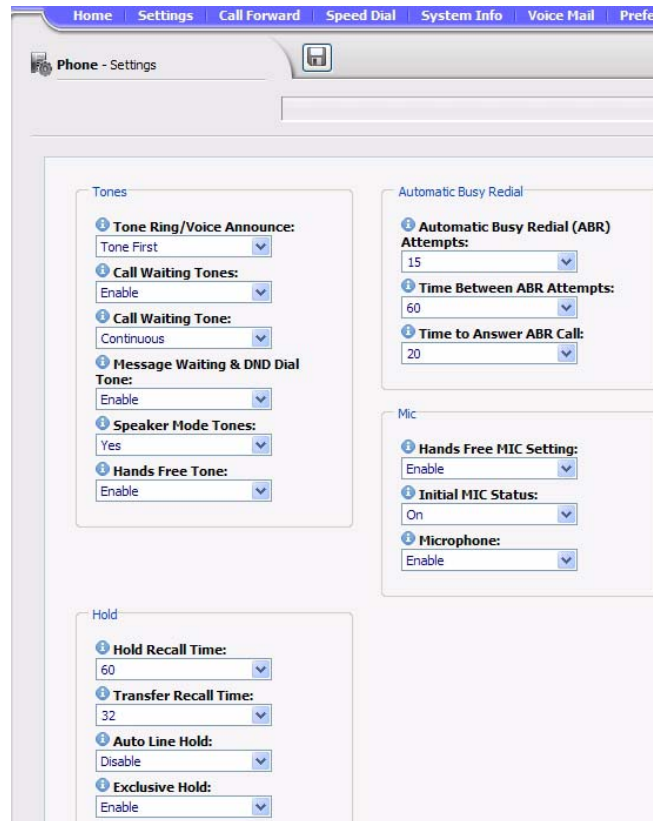 Home Settings Call Forward Speed Dial System Info Voice Mail Prefe
Phone - Settings
Tones
Tone Ring/Voice Announce:
Tone First
Call Waiting Tones:
Enable
Call Waiting Tone:
Continuous
Message Waiting & DND Dial
Tone:
Enable
Speaker Mode Tones:
Yes
Hands Free Tone:
Enable
Automatic Busy Redial
Automatic Busy Redial (ABR)
Attempts:
15
Time Between ABR Attempts:
60
Time to Answer ABR Call:
20
Mic
Hands Free MIC Setting:
Enable
Initial MIC Status:
On
Microphone:
Enable
Hold
Hold Recall Time:
60
Transfer Recall Time:
32
Auto Line Hold:
Disable
Exclusive Hold:
Enable